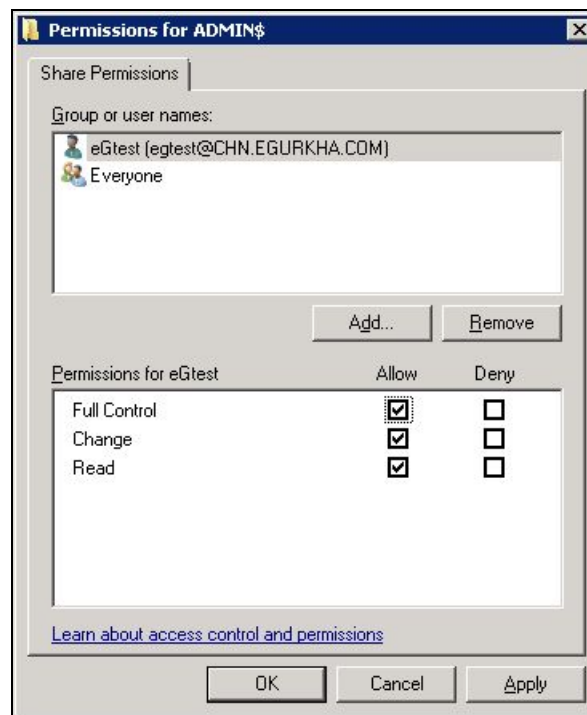 Permissions for ADMIN$
Share Permissions
Group or user names:
eGtest (egtest@CHN.EGURKHA.COM)
Everyone
Add...
Remove
Permissions for eGtest Allow Deny
Full Control
Change
Read
Learn about access control and permissions
OK Cancel Apply